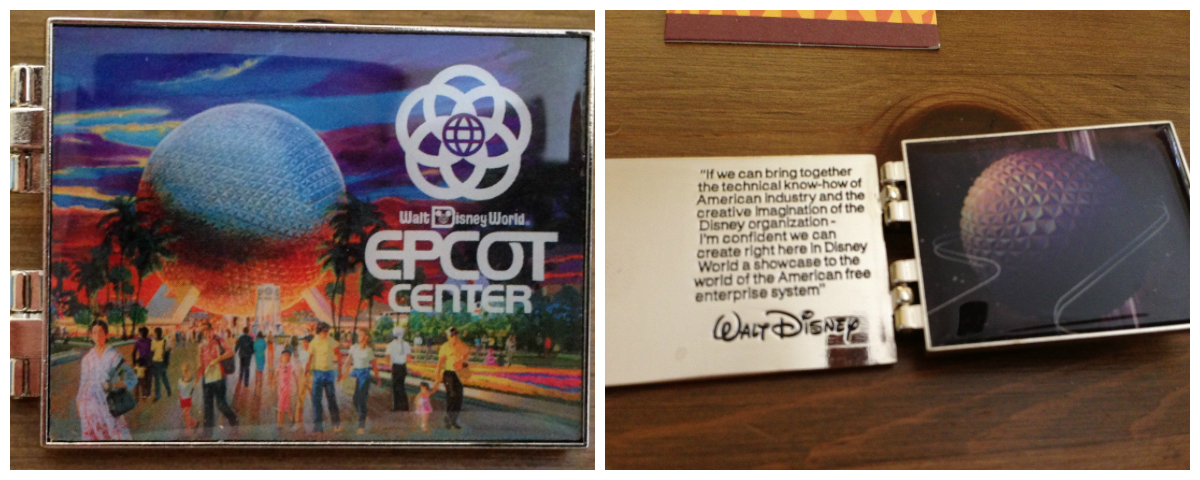 Walt Disney World
EPCOT
CENTER
"If we can bring together
the technical know-how of
American industry and the
creative imagination of the
Disney organization-
I'm confident we can
create right here in Disney
World a showcase to the
world of the American free
enterprise system"
WALT DISNEY